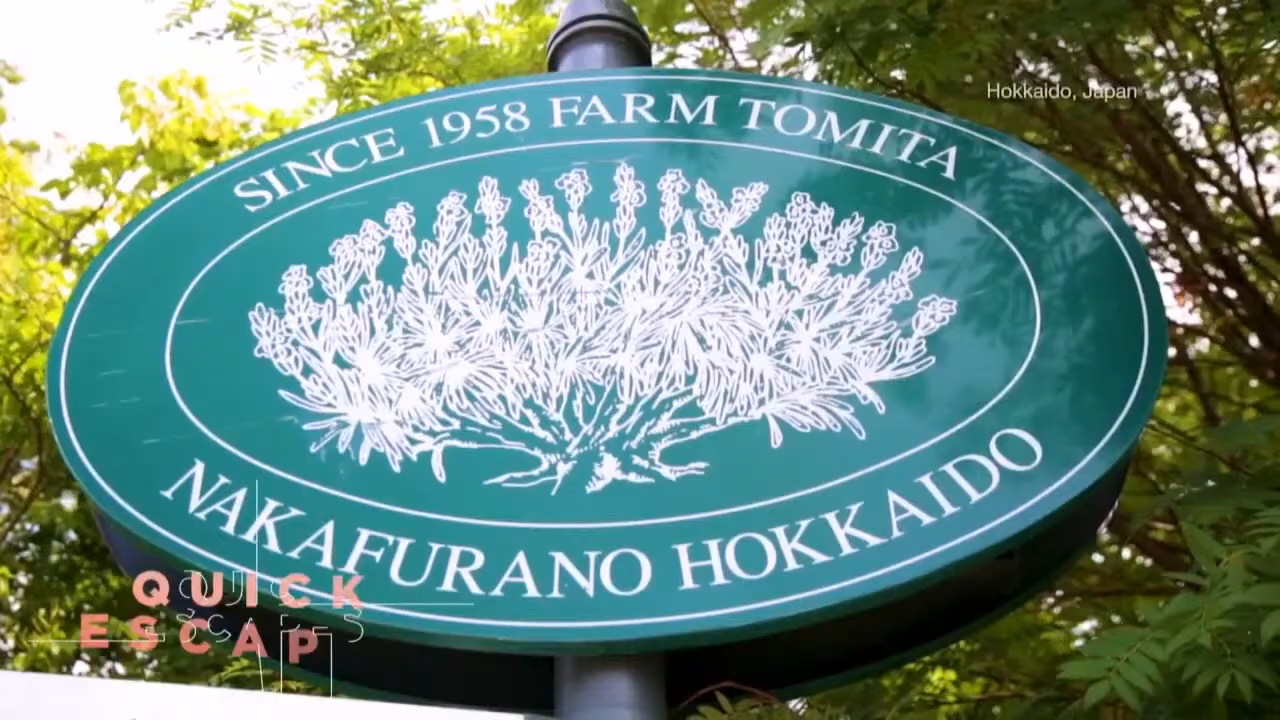 Hokkaido, Japan
SINCE 1958 FARM TOMITA
NAKAFURANO HOKKAIDO
QUICK
ESCAP